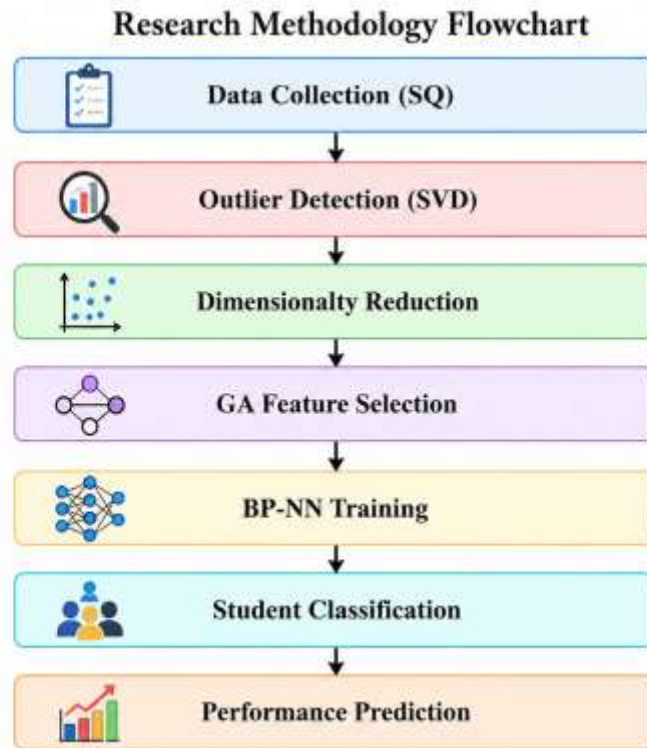 Research Methodology Flowchart
Data Collection (SQ)
Outlier Detection (SVD)
Dimensionalty Reduction
GA Feature Selection
BP-NN Training
Student Classification
Performance Prediction